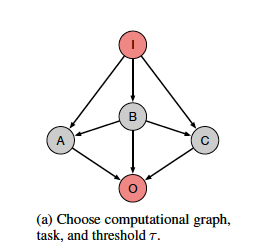 I
B
A
C
O
(a) Choose computational graph,
task, and threshold τ.